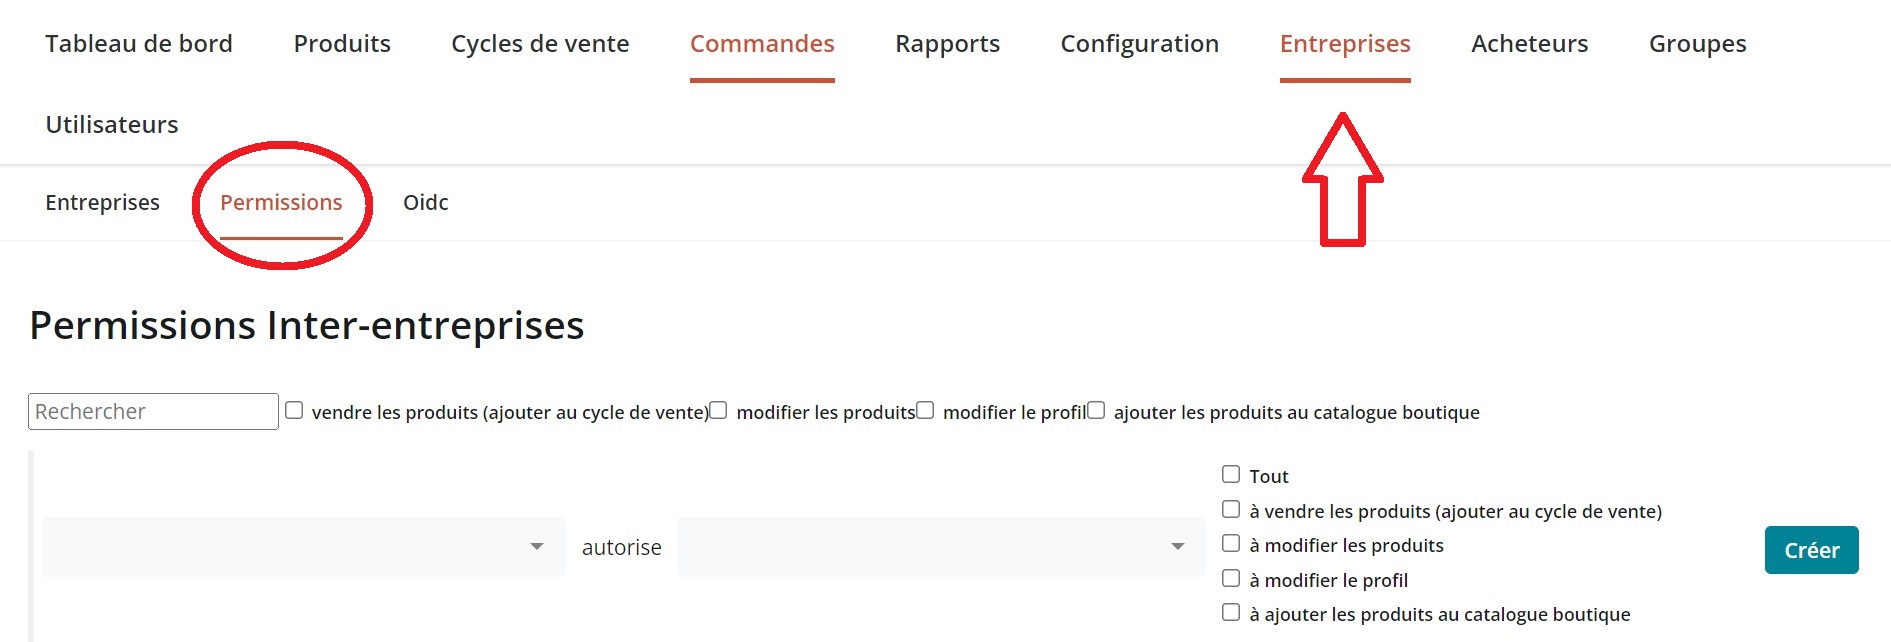 Tableau de bord Produits Cycles de vente Commandes Rapports Configuration Entreprises Acheteurs Groupes
Utilisateurs
Entreprises Permissions Oidc
Permissions Inter-entreprises
Rechercher vendre les produits (ajouter au cycle de vente) modifier les produits modifier le profil ajouter les produits au catalogue boutique
Tout
à vendre les produits (ajouter au cycle de vente)
autorise
à modifier les produits
Créer
à modifier le profil
à ajouter les produits au catalogue boutique